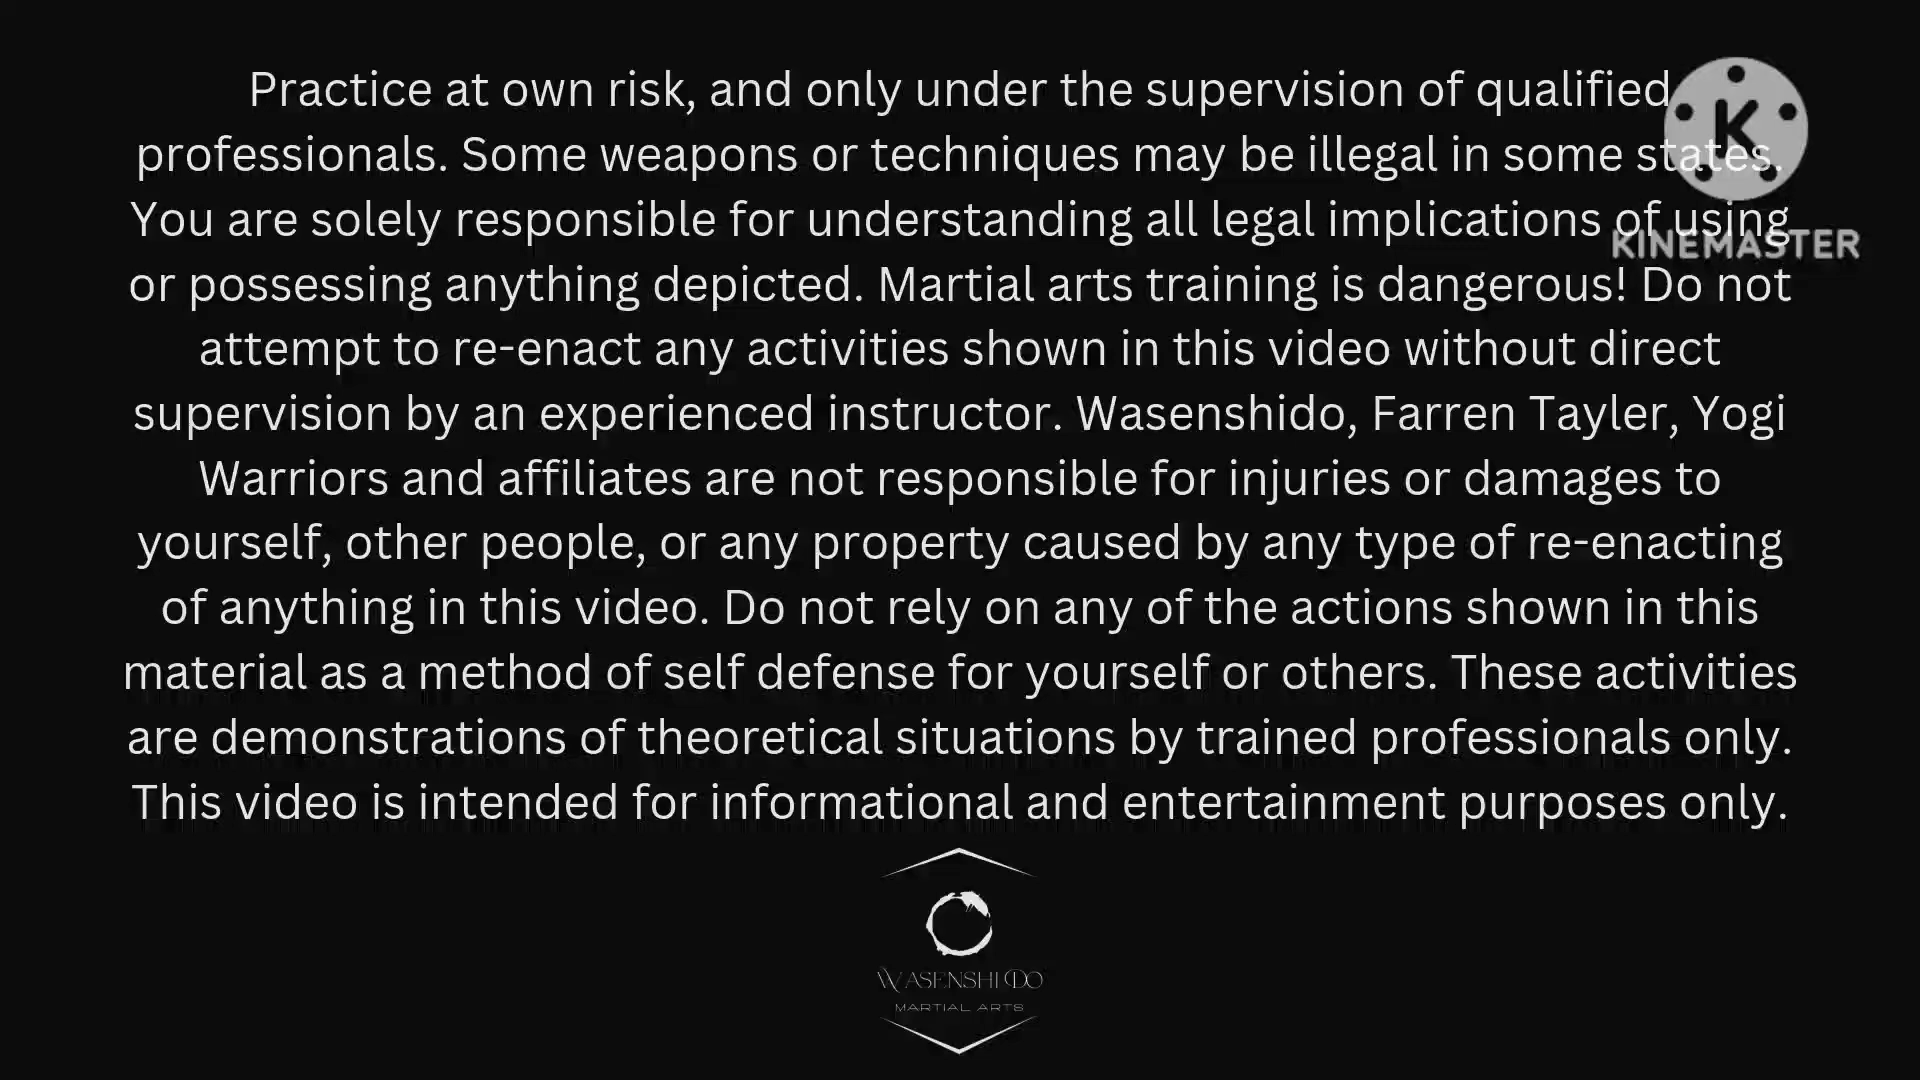 Practice at own risk, and only under the supervision of qualified
professionals. Some weapons or techniques may be illegal in some states.
You are solely responsible for understanding all legal implications of using
or possessing anything depicted. Martial arts training is dangerous! Do not
attempt to re-enact any activities shown in this video without direct
supervision by an experienced instructor. Wasenshido, Farren Tayler, Yogi
Warriors and affiliates are not responsible for injuries or damages to
yourself, other people, or any property caused by any type of re-enacting
of anything in this video. Do not rely on any of the actions shown in this
material as a method of self defense for yourself or others. These activities
are demonstrations of theoretical situations by trained professionals only.
This video is intended for informational and entertainment purposes only.
K
KINEMASTER
WASENSHI DO
MARTIAL ARTS